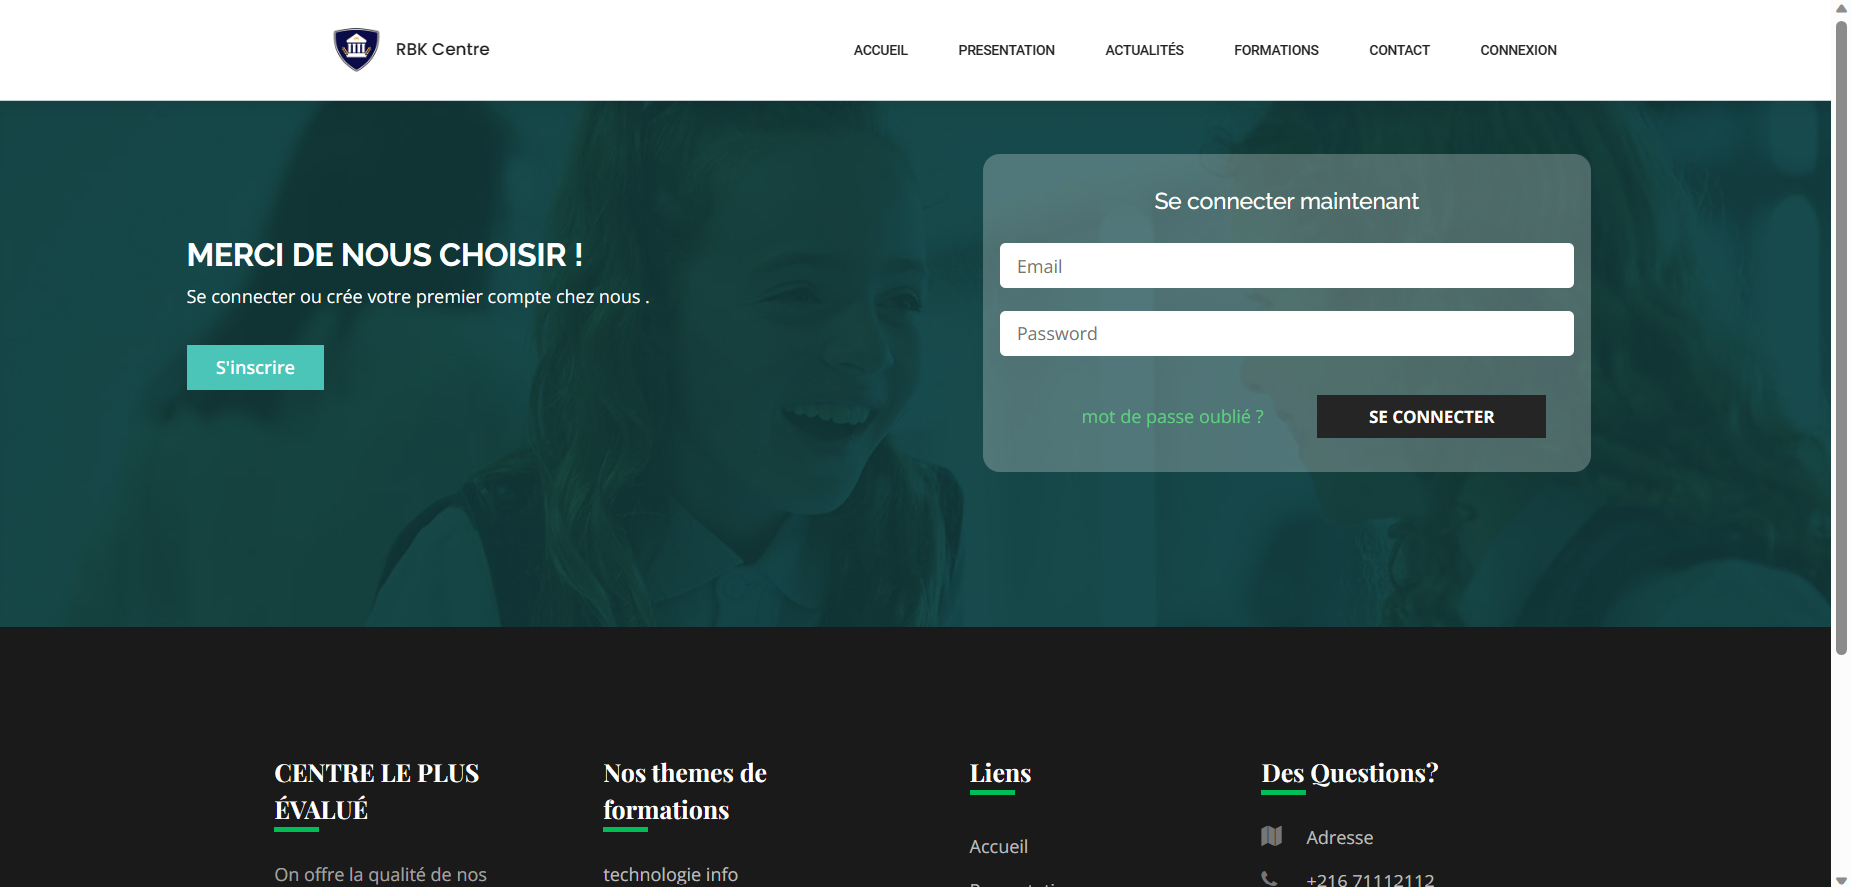 RBK Centre
ACCUEIL
PRESENTATION
ACTUALITÉS
FORMATIONS
CONTACT
CONNEXION
MERCI DE NOUS CHOISIR !
Se connecter ou crée votre premier compte chez nous .
S'inscrire
Se connecter maintenant
Email
Password
mot de passe oublié ?
SE CONNECTER
CENTRE LE PLUS
ÉVALUÉ
On offre la qualité de nos
Nos themes de
formations
technologie info
Liens
Accueil
Des Questions?
Adresse
+216 71112112